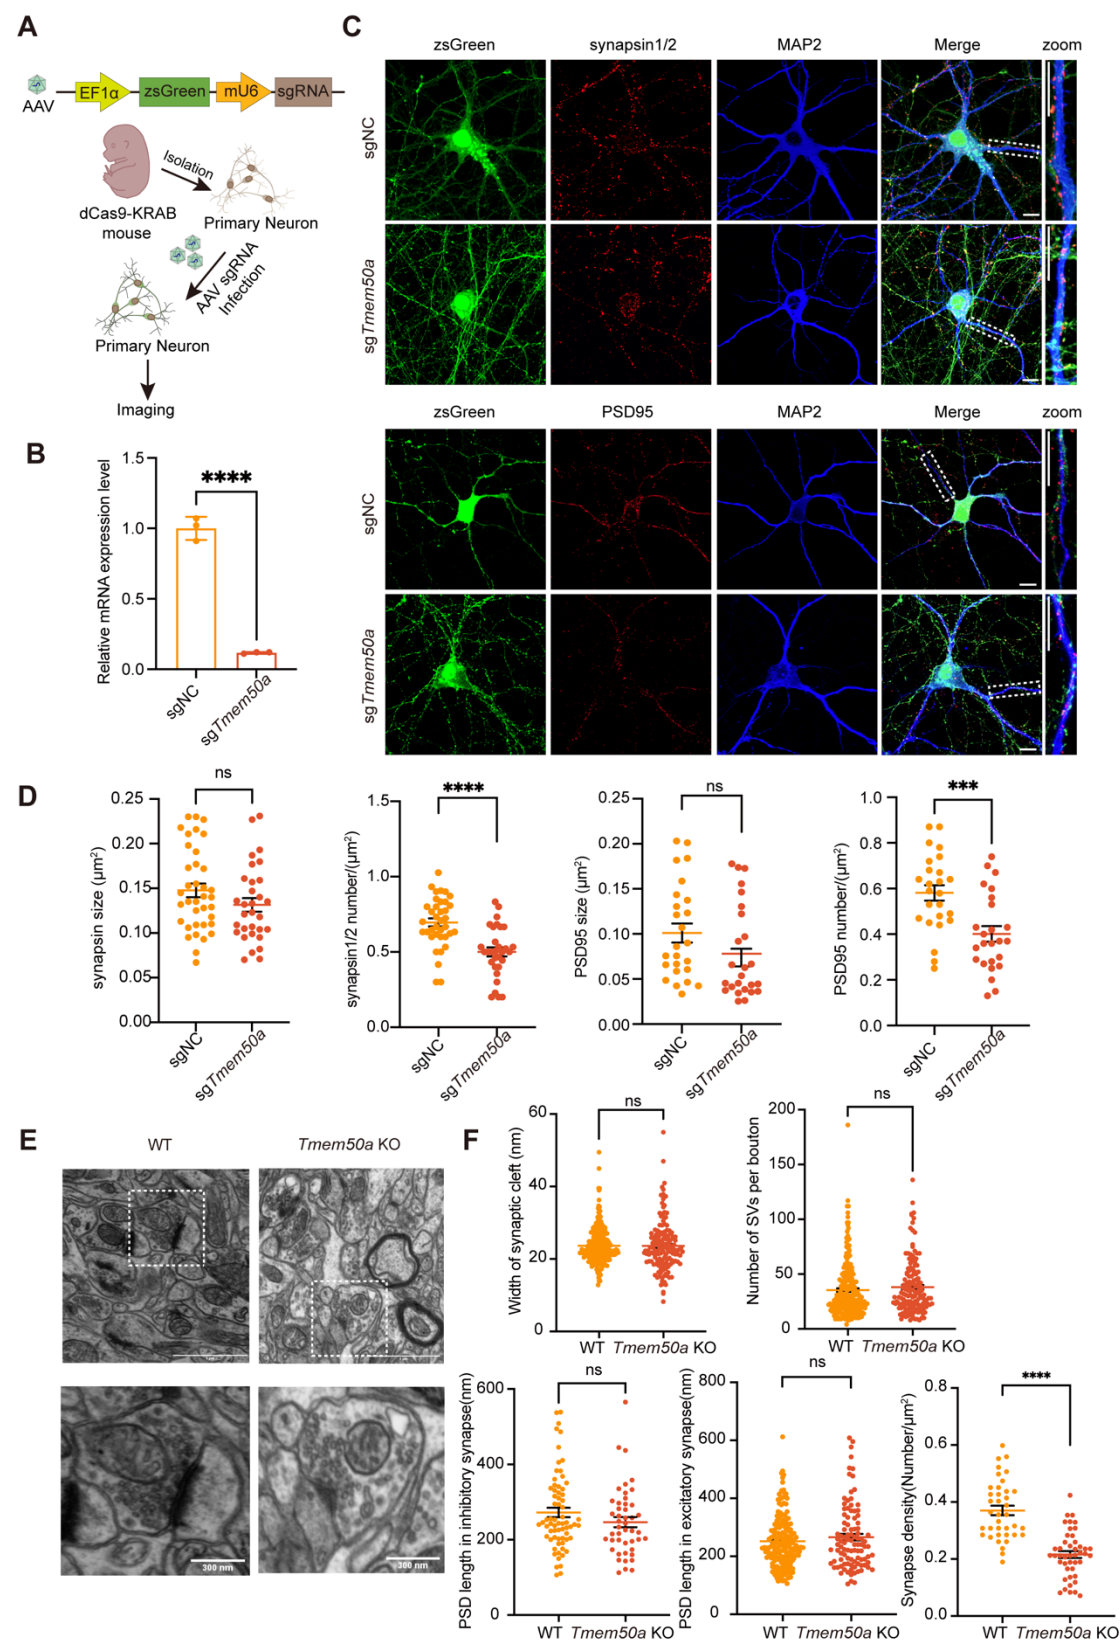 A
AAV
EF1α
zsGreen
mU6
sgRNA
Isolation
dCas9-KRAB
mouse
Primary Neuron
AAV sgRNA
Infection
Primary Neuron
Imaging
B
Relative mRNA expression level
1.5
1.0
0.5
0.0
****
sgNC
sgTmem50a
C
zsGreen synapsin1/2 MAP2 Merge zoom
sgNC
sgTmem50a
zsGreen PSD95 MAP2 Merge zoom
sgNC
sgTmem50a
D
synapsin size (μm²)
0.25
0.20
0.15
0.10
0.05
0.00
ns
sgNC
sgTmem50a
synapsin1/2 number/(μm²)
1.5
1.0
0.5
0.0
****
sgNC
sgTmem50a
PSD95 size (μm²)
0.25
0.20
0.15
0.10
0.05
0.00
ns
sgNC
sgTmem50a
PSD95 number/(μm²)
1.0
0.8
0.6
0.4
0.2
0.0
***
sgNC
sgTmem50a
E
WT Tmem50a KO
300 nm
300 nm
F
Width of synaptic cleft (nm)
60
40
20
0
ns
WT Tmem50a KO
Number of SVs per bouton
200
150
100
50
0
ns
WT Tmem50a KO
PSD length in inhibitory synapse(nm)
600
400
200
0
ns
WT Tmem50a KO
PSD length in excitatory synapse(nm)
800
600
400
200
0
ns
WT Tmem50a KO
Synapse density(Number/μm²)
0.8
0.6
0.4
0.2
0.0
****
WT Tmem50a KO